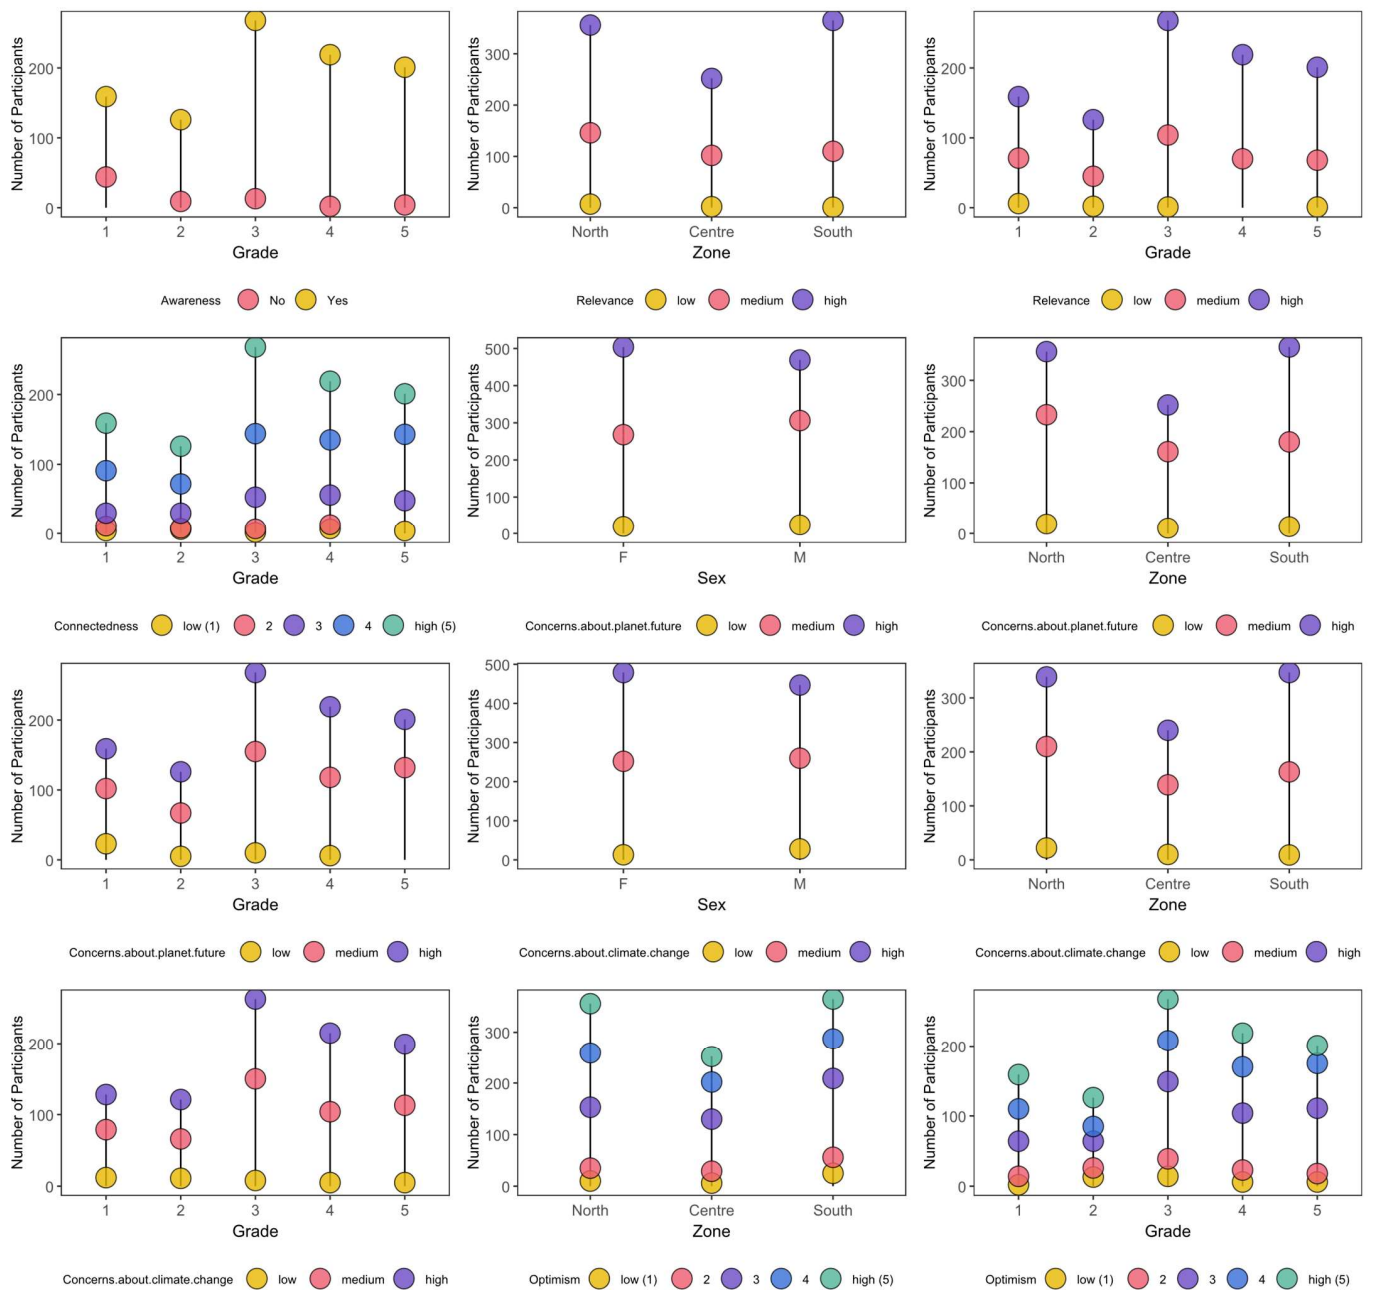 Number of Participants
200
100
0
1 2 3 4 5
Grade
Awareness No Yes
Number of Participants
300
200
100
0
North Centre South
Zone
Relevance low medium high
Number of Participants
200
100
0
1 2 3 4 5
Grade
Relevance low medium high
Number of Participants
200
100
0
1 2 3 4 5
Grade
Connectedness low (1) 2 3 4 high (5)
Number of Participants
500
400
300
200
100
0
F M
Sex
Concerns.about.planet.future low medium high
Number of Participants
300
200
100
0
North Centre South
Zone
Concerns.about.planet.future low medium high
Number of Participants
200
100
0
1 2 3 4 5
Grade
Concerns.about.planet.future low medium high
Number of Participants
500
400
300
200
100
0
F M
Sex
Concerns.about.climate.change low medium high
Number of Participants
300
200
100
0
North Centre South
Zone
Concerns.about.climate.change low medium high
Number of Participants
200
100
0
1 2 3 4 5
Grade
Concerns.about.climate.change low medium high
Number of Participants
300
200
100
0
North Centre South
Zone
Optimism low (1) 2 3 4 high (5)
Number of Participants
200
100
0
1 2 3 4 5
Grade
Optimism low (1) 2 3 4 high (5)